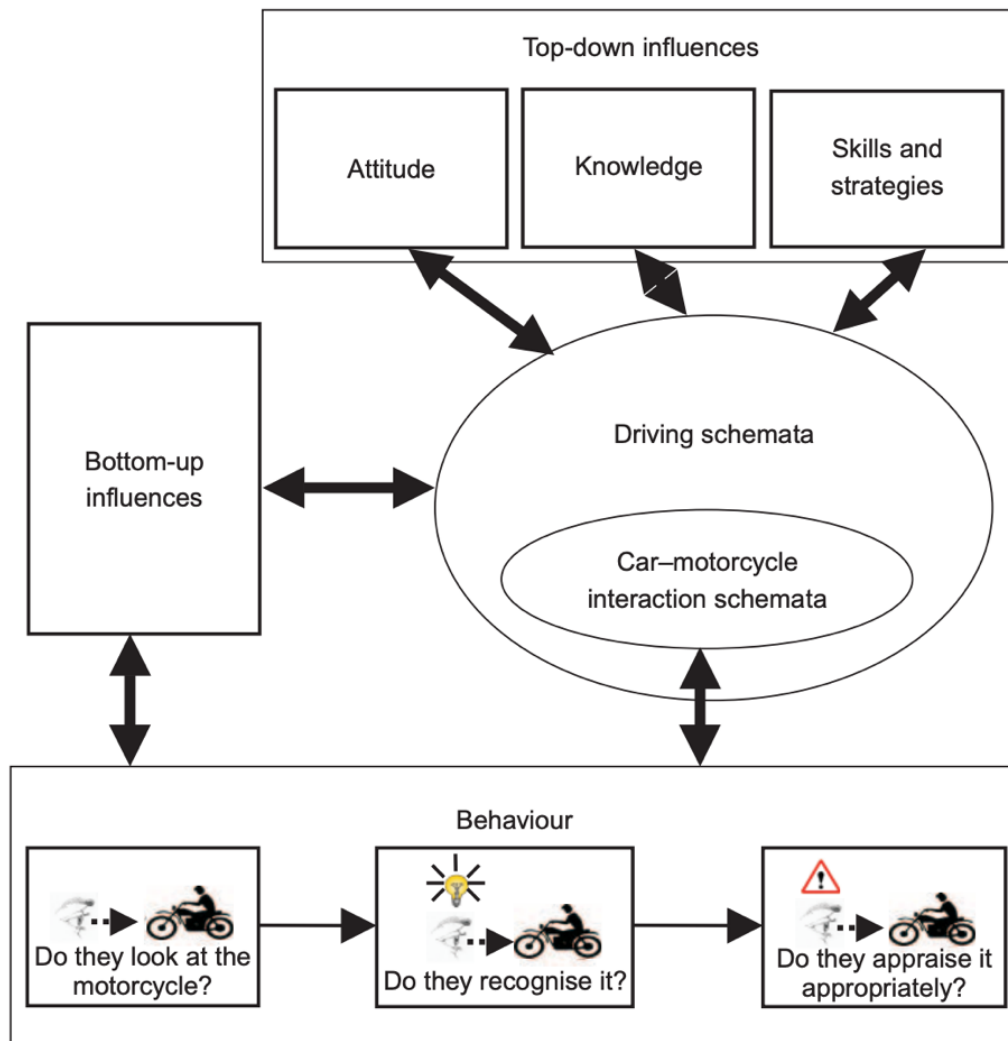 Top-down influences
Attitude
Knowledge
Skills and
strategies
Bottom-up
influences
Driving schemata
Car–motorcycle
interaction schemata
Behaviour
Do they look at the
motorcycle?
Do they recognise it?
Do they appraise it
appropriately?